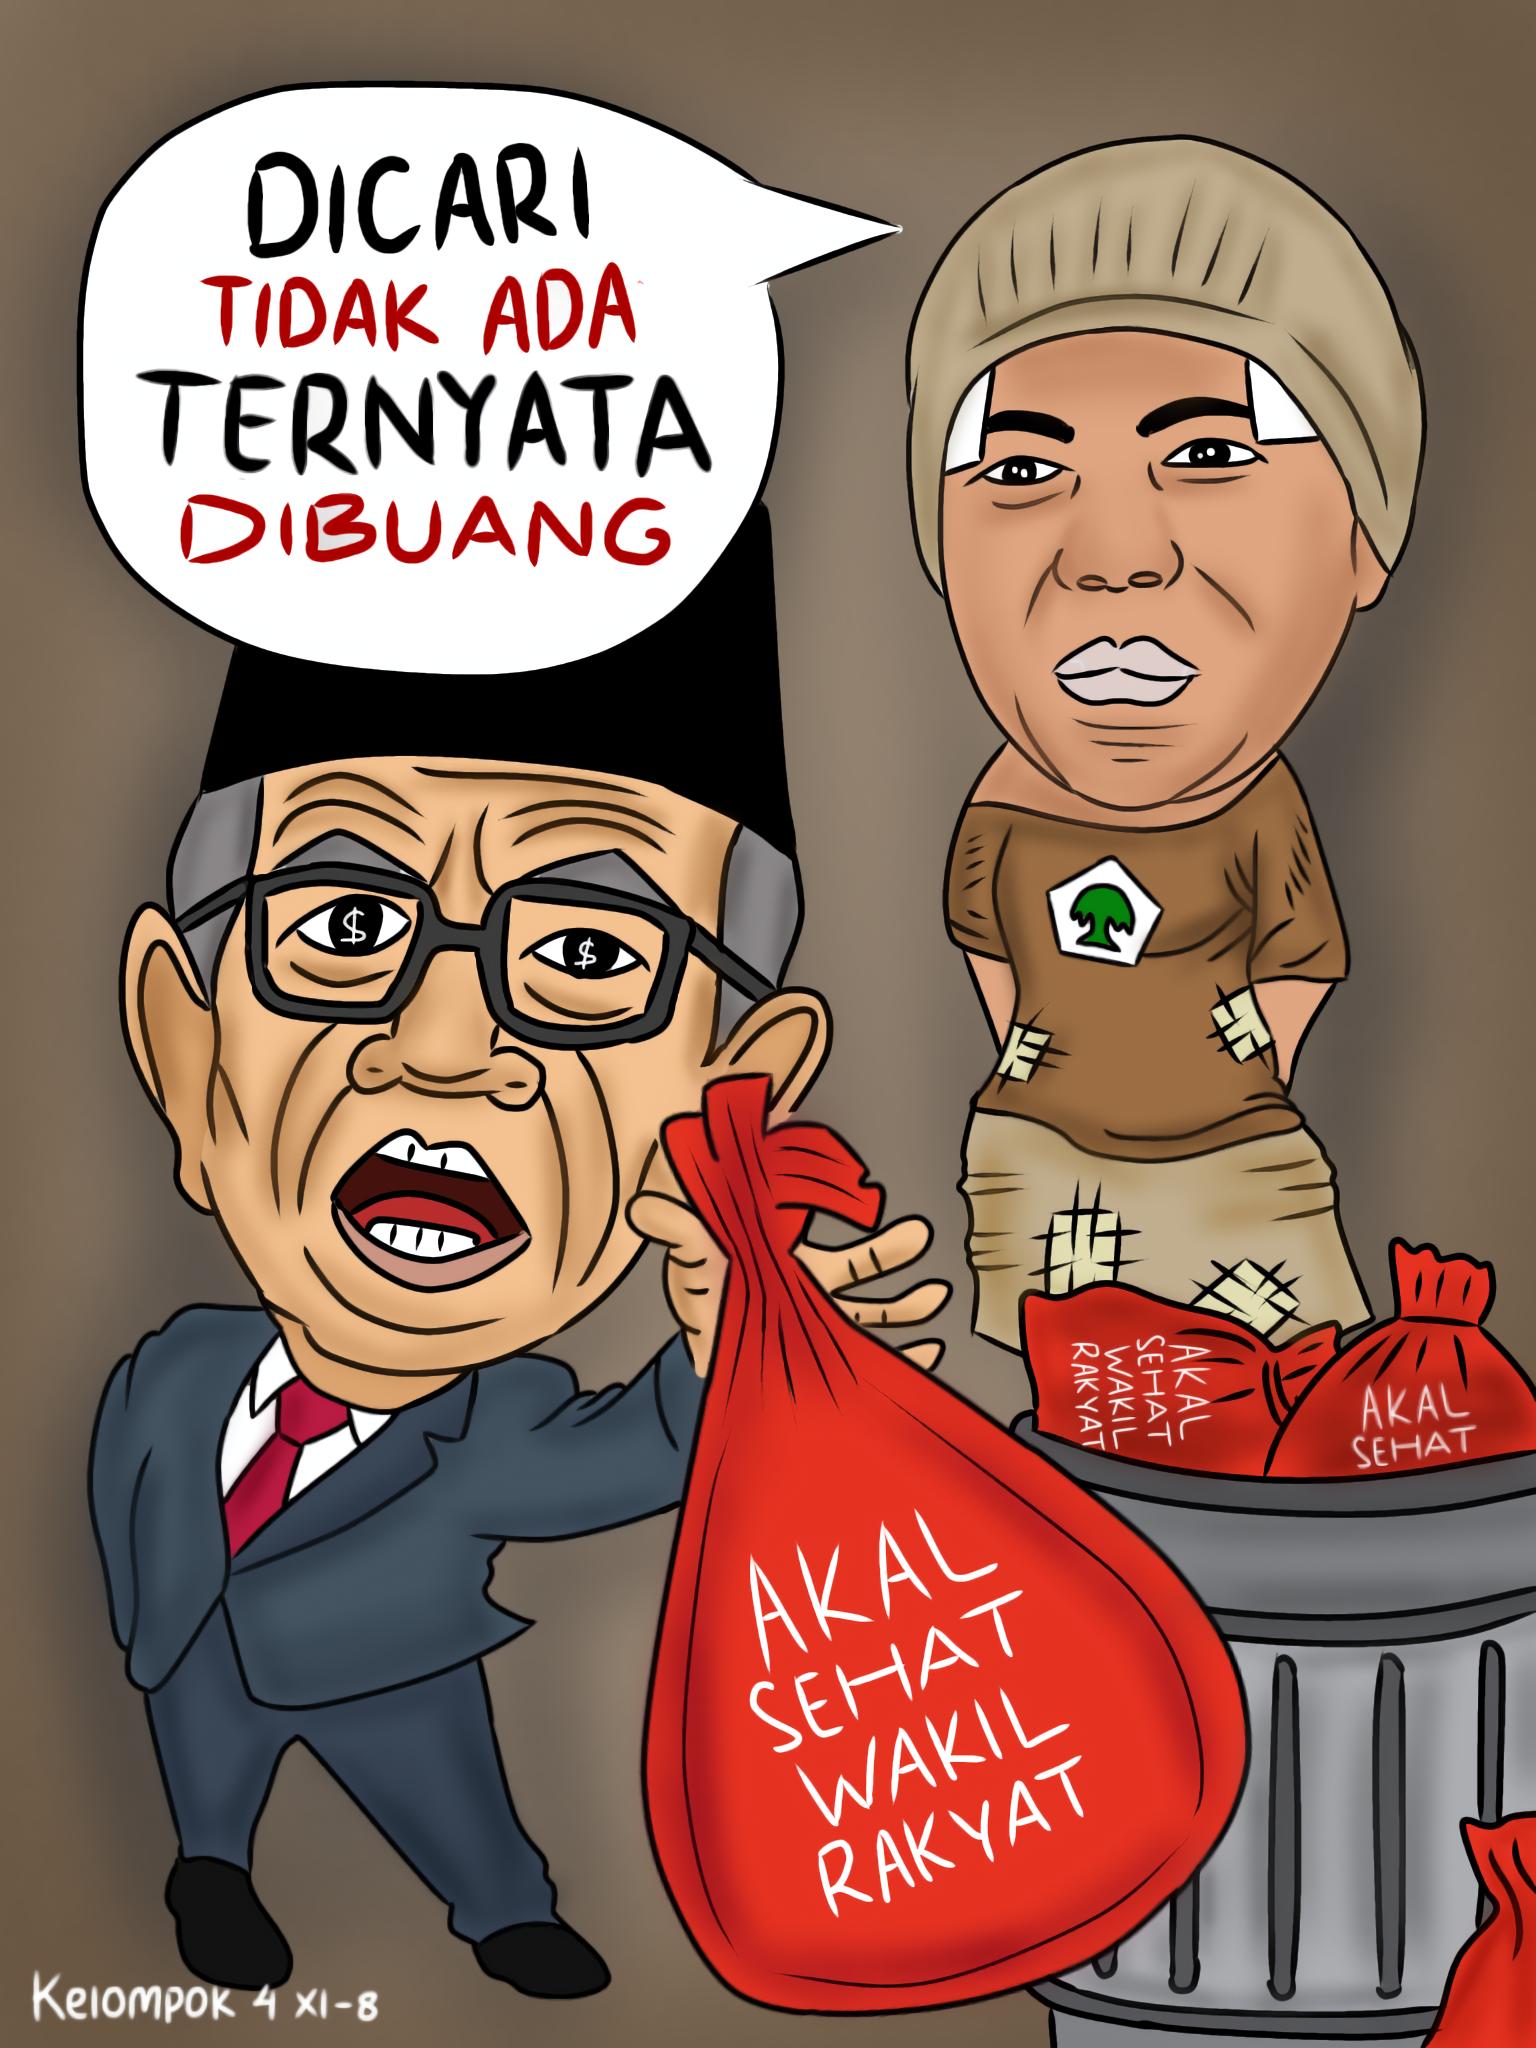 DICARI
TIDAK ADA
TERNYATA
DIBUANG
$ $
AKAL
SEHAT
WAKIL
RAKYAT
AKAL
SEHAT
WAKIL
RAKYAT
AKAL
SEHAT
Kelompok 4 XI-8